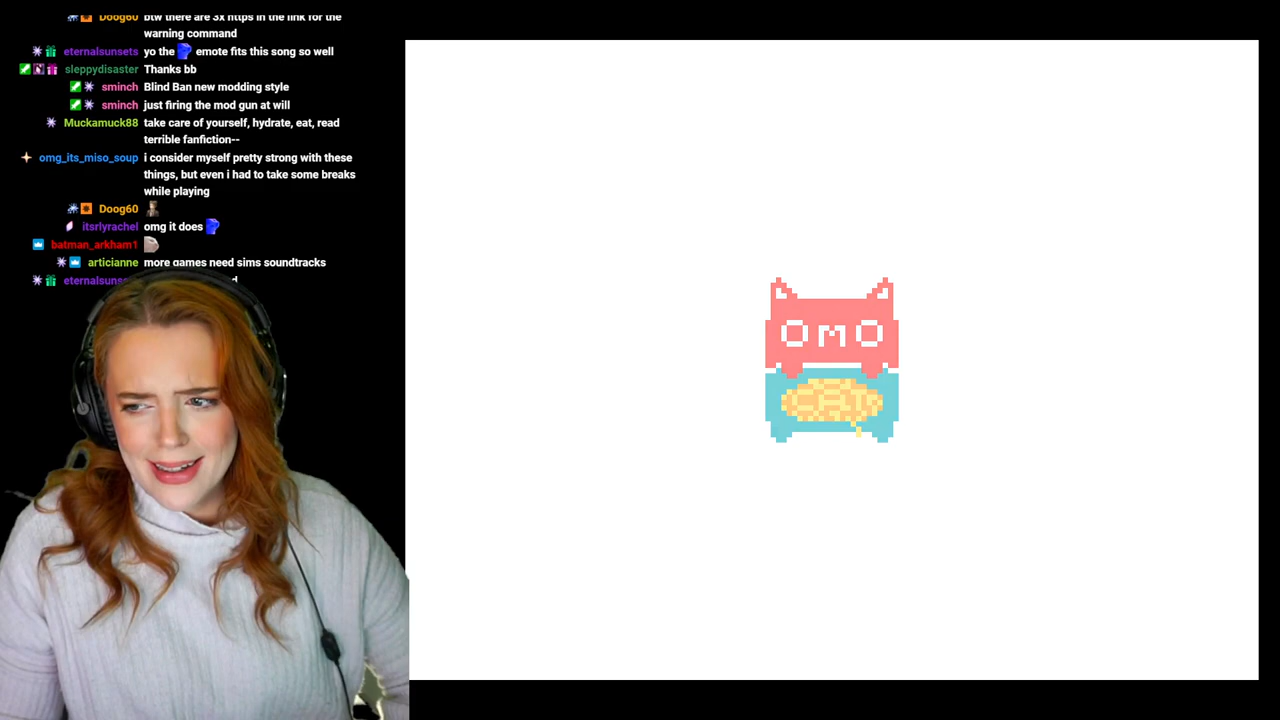 Doog60 btw there are 3x https in the link for the
warning command
eternalsunsets yo the emote fits this song so well
sleppydisaster Thanks bb
sminch Blind Ban new modding style
sminch just firing the mod gun at will
Muckamuck88 take care of yourself, hydrate, eat, read
terrible fanfiction--
omg_its_miso_soup i consider myself pretty strong with these
things, but even i had to take some breaks
while playing
Doog60
itsrlyrachel omg it does
batman_arkham1
articianne more games need sims soundtracks
OMO